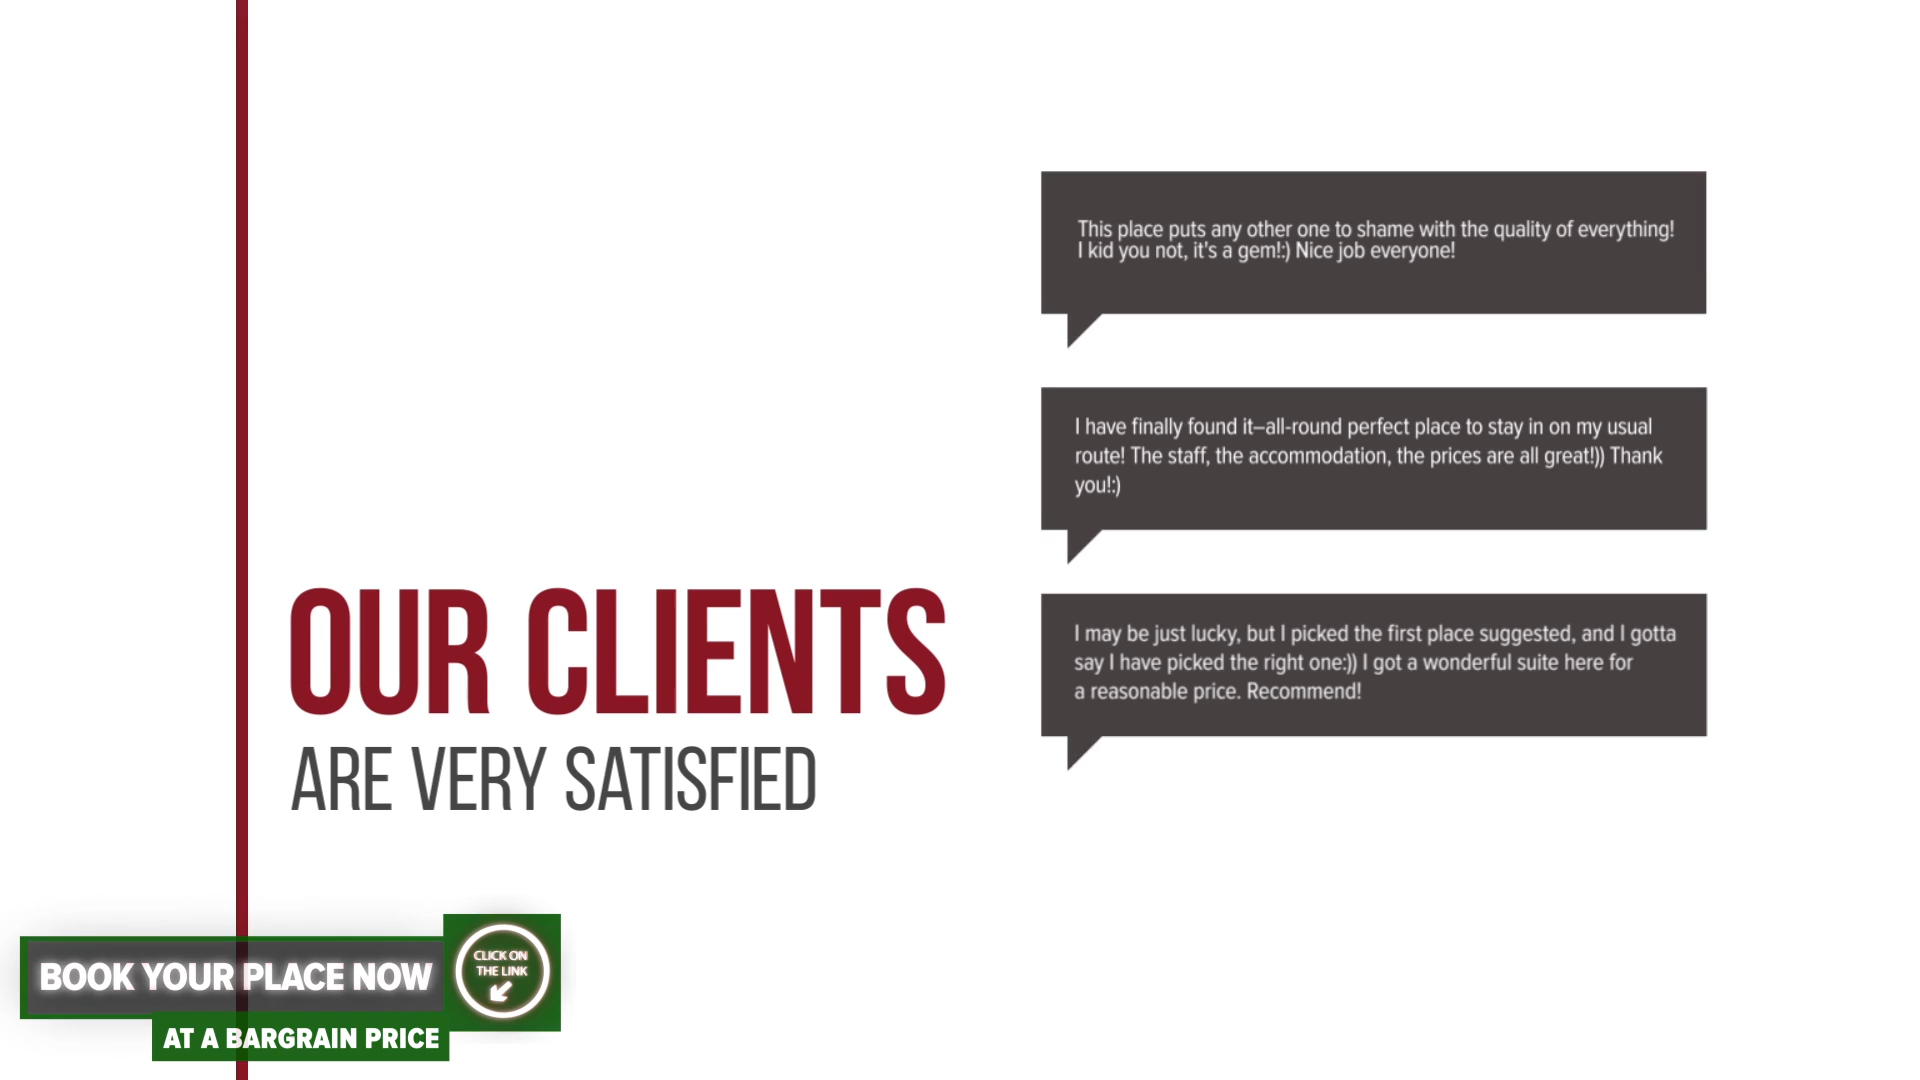 This place puts any other one to shame with the quality of everything!
I kid you not, it's a gem!:) Nice job everyone!
I have finally found it–all-round perfect place to stay in on my usual
route! The staff, the accommodation, the prices are all great!)) Thank
you!:)
I may be just lucky, but I picked the first place suggested, and I gotta
say I have picked the right one:)) I got a wonderful suite here for
a reasonable price. Recommend!
OUR CLIENTS
ARE VERY SATISFIED
BOOK YOUR PLACE NOW
CLICK ON
THE LINK
AT A BARGRAIN PRICE